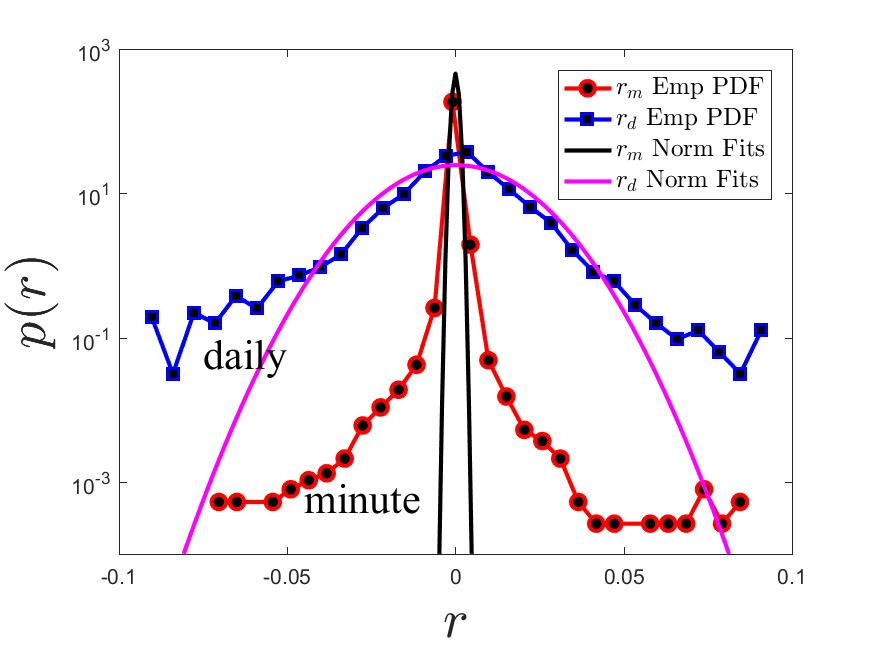 10^3
r_m Emp PDF
r_d Emp PDF
r_m Norm Fits
r_d Norm Fits
10^1
p(r)
10^-1
daily
10^-3
minute
-0.1 -0.05 0 0.05 0.1
r